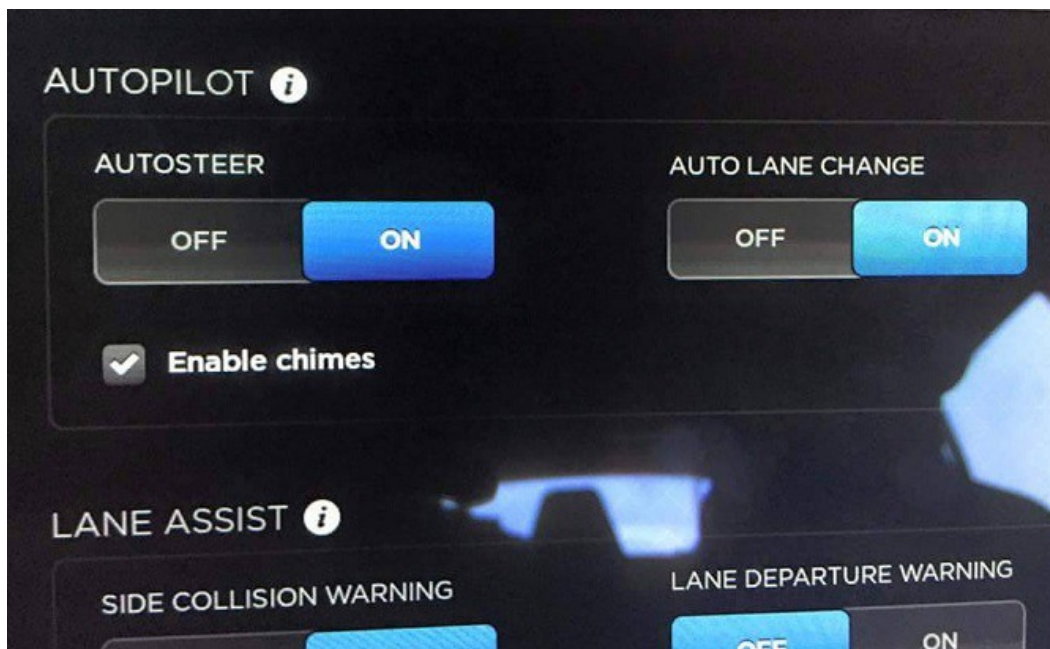 AUTOPILOT i
AUTOSTEER
AUTO LANE CHANGE
OFF ON
OFF ON
Enable chimes
LANE ASSIST i
SIDE COLLISION WARNING
LANE DEPARTURE WARNING
OFF ON